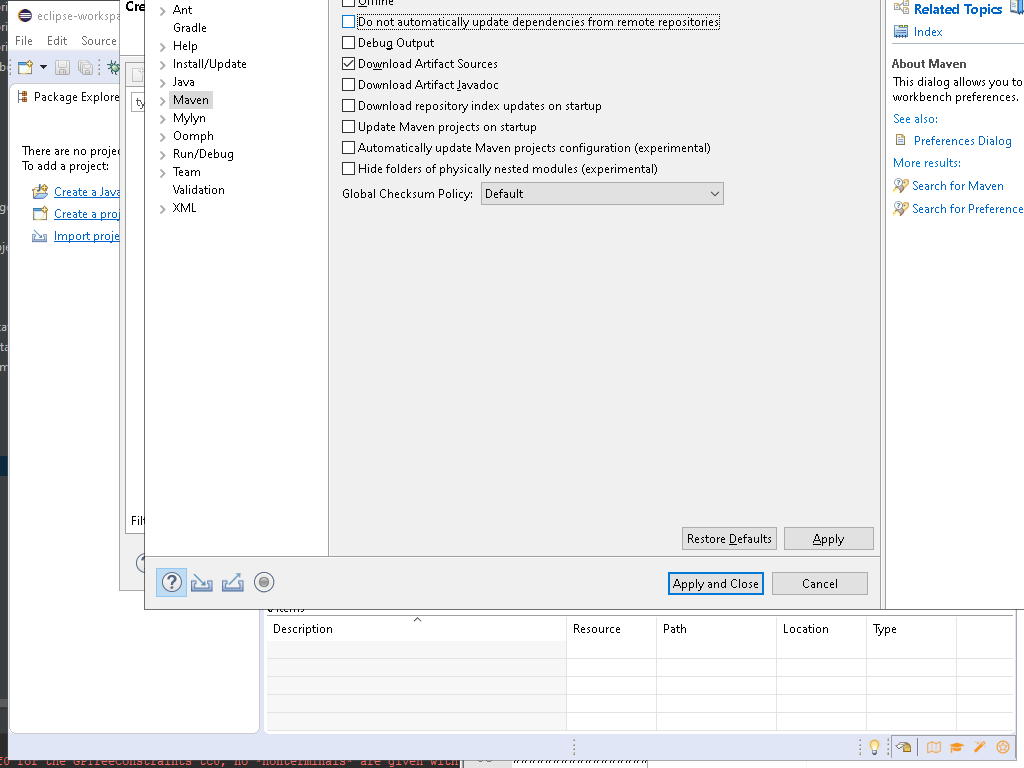 eclipse-workspa
Cre
File Edit Source
Package Explore
There are no projec
To add a project:
Create a Java
Create a proj
Import proje
ty
Filt
Ant
Gradle
Help
Install/Update
Java
Maven
Mylyn
Oomph
Run/Debug
Team
Validation
XML
Offline
Do not automatically update dependencies from remote repositories
Debug Output
Download Artifact Sources
Download Artifact Javadoc
Download repository index updates on startup
Update Maven projects on startup
Automatically update Maven projects configuration (experimental)
Hide folders of physically nested modules (experimental)
Global Checksum Policy: Default
Restore Defaults Apply
Apply and Close Cancel
Related Topics
Index
About Maven
This dialog allows you to
workbench preferences.
See also:
Preferences Dialog
More results:
Search for Maven
Search for Preference
items
Description Resource Path Location Type
for the GPTreeConstraints tc0, no *nonterminals* are given with